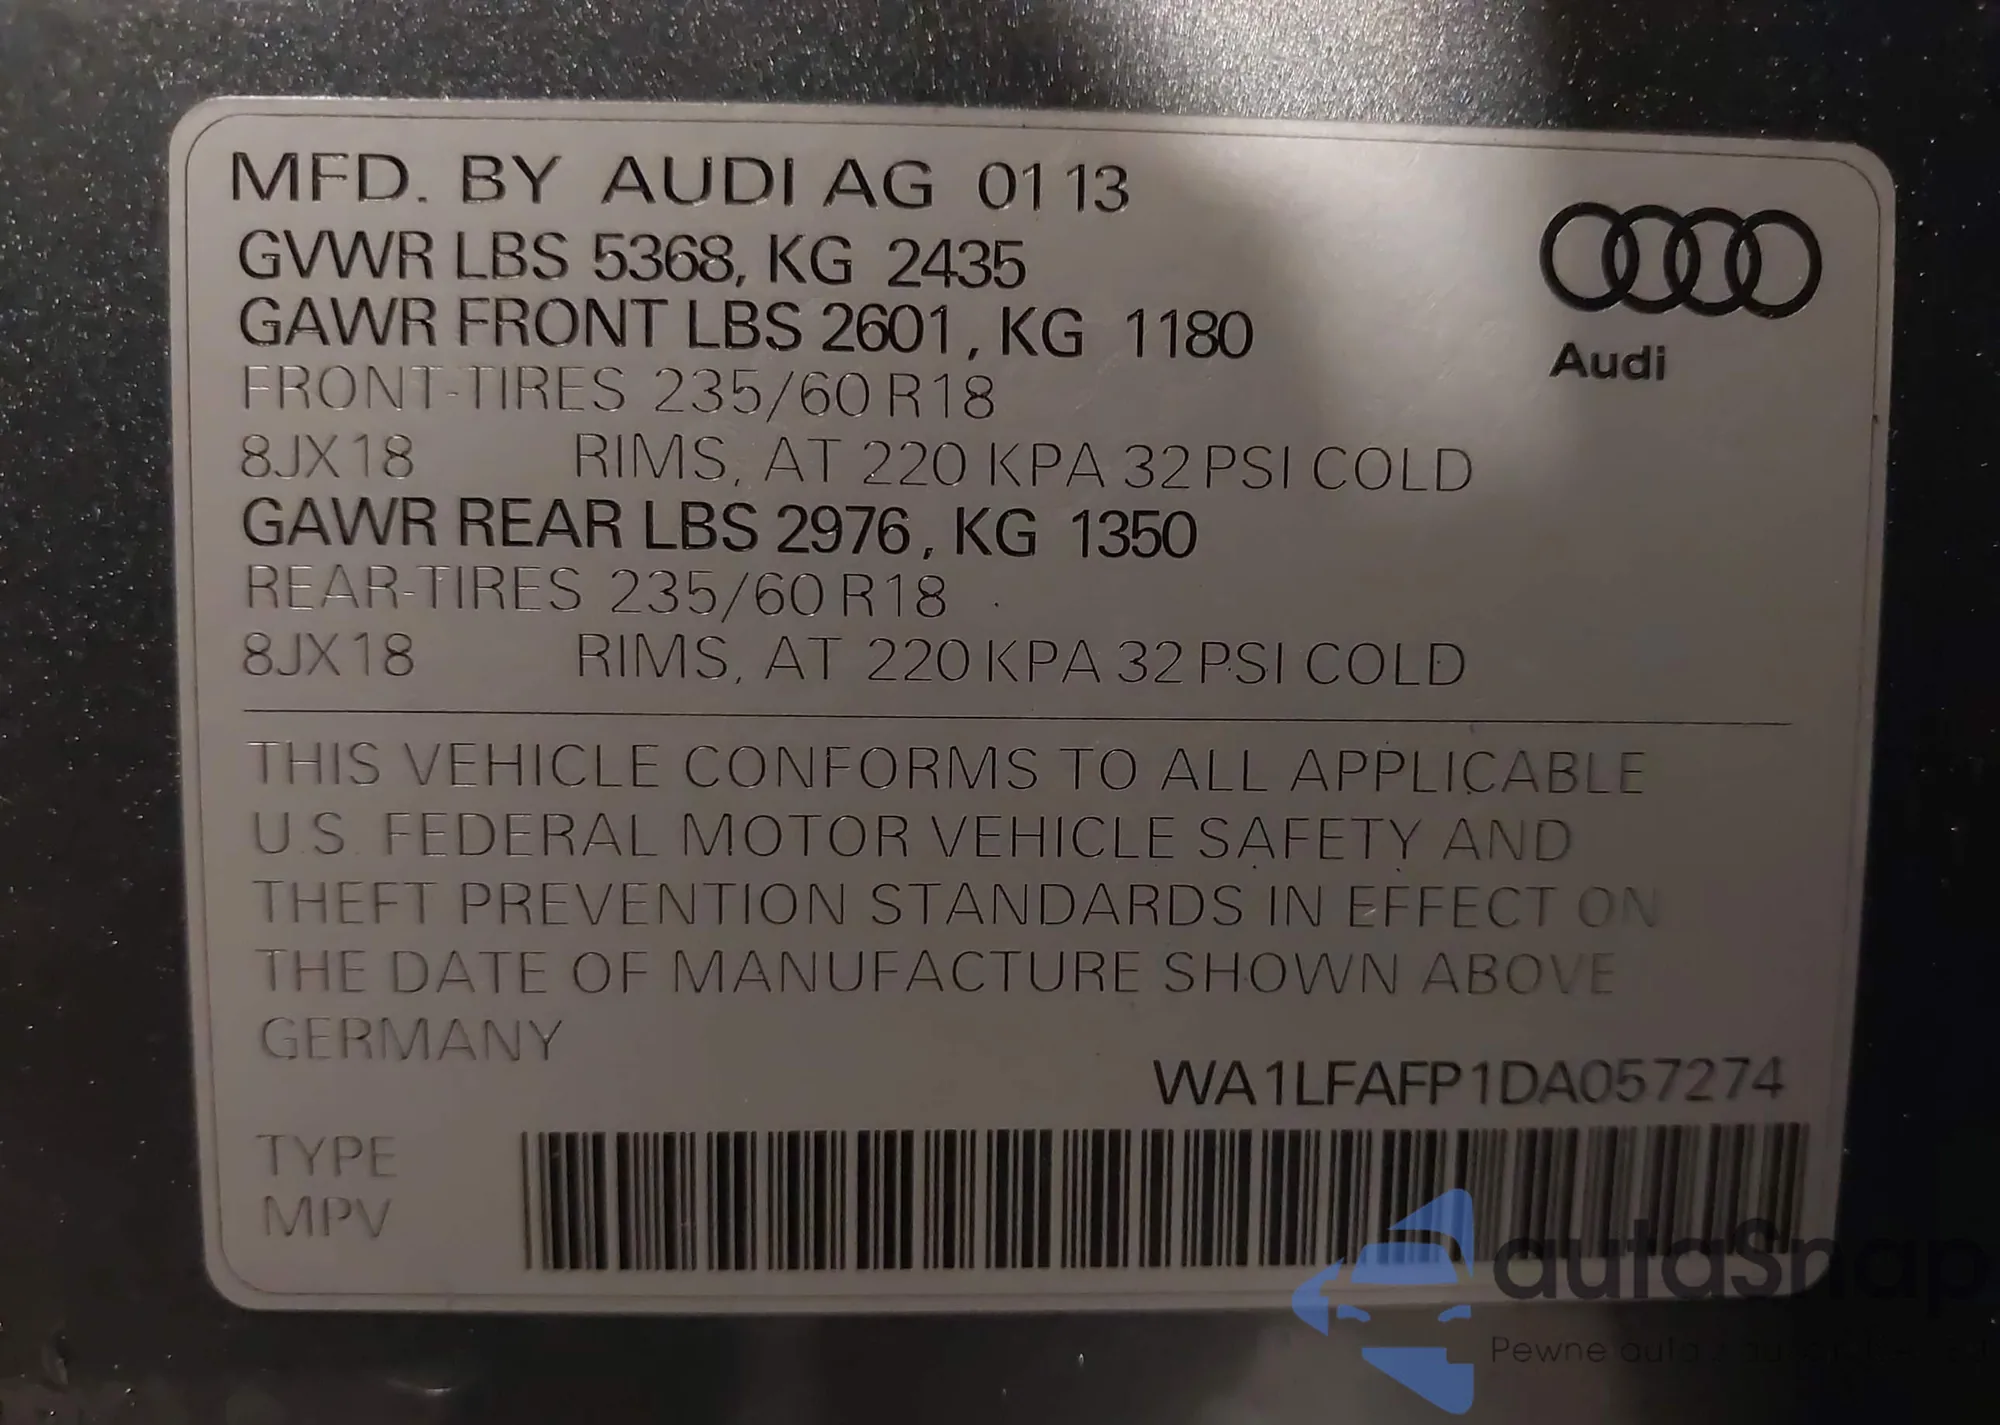 MFD. BY AUDI AG 01 13
GVWR LBS 5368, KG 2435
GAWR FRONT LBS 2601, KG 1180
FRONT-TIRES 235/60 R18
8JX18 RIMS, AT 220 KPA 32 PSI COLD
GAWR REAR LBS 2976, KG 1350
REAR-TIRES 235/60 R18
8JX18 RIMS, AT 220 KPA 32 PSI COLD
Audi
THIS VEHICLE CONFORMS TO ALL APPLICABLE
U.S. FEDERAL MOTOR VEHICLE SAFETY AND
THEFT PREVENTION STANDARDS IN EFFECT ON
THE DATE OF MANUFACTURE SHOWN ABOVE
GERMANY
WA1LFAFP1DA057274
TYPE
MPV
autaSnap
Pewne auta